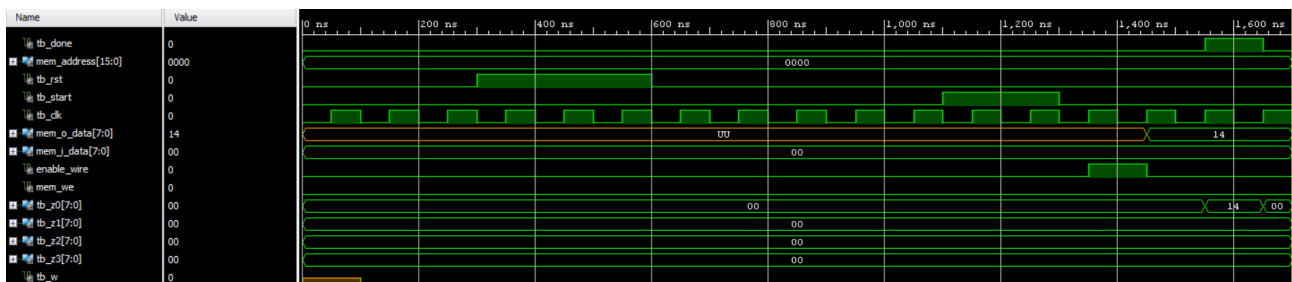 Name Value
0 ns 200 ns 400 ns 600 ns 800 ns 1,000 ns 1,200 ns 1,400 ns 1,600 ns
tb_done 0
mem_address[15:0] 0000 0000
tb_rst 0
tb_start 0
tb_clk 0
mem_o_data[7:0] 14 UU 14
mem_i_data[7:0] 00 00
enable_wire 0
mem_we 0
tb_z0[7:0] 00 00 14 00
tb_z1[7:0] 00 00
tb_z2[7:0] 00 00
tb_z3[7:0] 00 00
tb_w 0